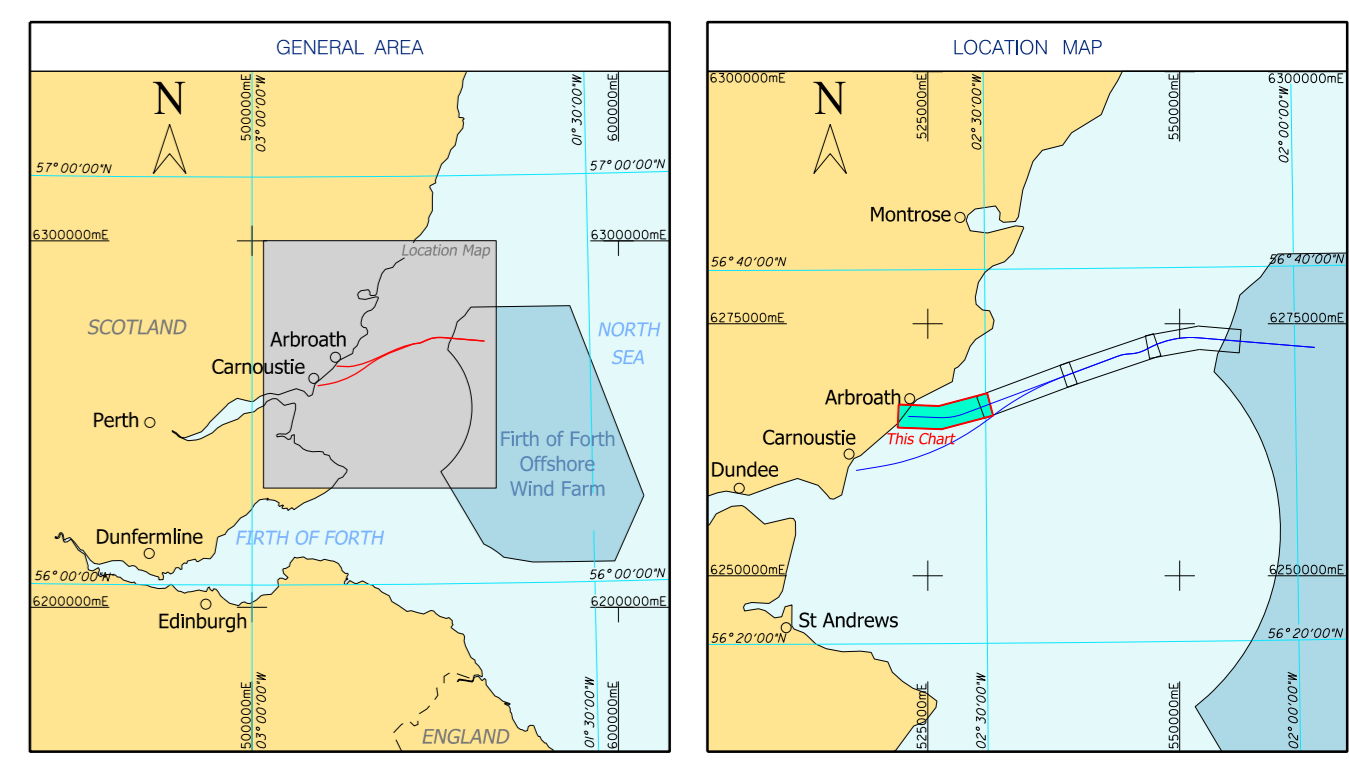 GENERAL AREA
N
500000mE
03° 00'00"W
01° 30'00"W
600000mE
57° 00'00"N
57° 00'00"N
6300000mE
6300000mE
Location Map
SCOTLAND
NORTH
SEA
Arbroath
Carnoustie
Perth
Firth of Forth
Offshore
Wind Farm
Dunfermline
FIRTH OF FORTH
56° 00'00"N
56° 00'00"N
6200000mE
6200000mE
Edinburgh
500000mE
03° 00'00"W
01° 30'00"W
600000mE
ENGLAND
LOCATION MAP
6300000mE
6300000mE
N
525000mE
02° 30'00"W
550000mE
02° 00'00"W
Montrose
56° 40'00"N
56° 40'00"N
6275000mE
6275000mE
Arbroath
This Chart
Carnoustie
Dundee
6250000mE
6250000mE
St Andrews
56° 20'00"N
56° 20'00"N
525000mE
02° 30'00"W
550000mE
02° 00'00"W